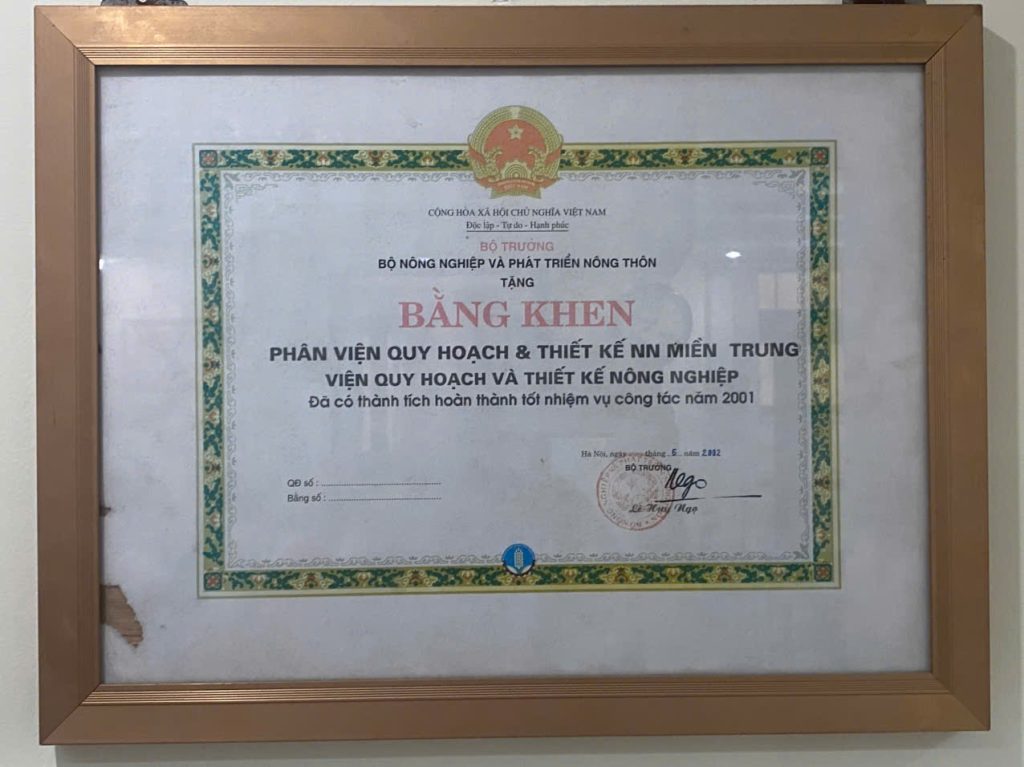 CỘNG HÒA XÃ HỘI CHỦ NGHĨA VIỆT NAM
Độc lập - Tự do - Hạnh phúc
BỘ TRƯỞNG
BỘ NÔNG NGHIỆP VÀ PHÁT TRIỂN NÔNG THÔN
TẶNG
BẰNG KHEN
PHÂN VIỆN QUY HOẠCH & THIẾT KẾ NN MIỀN TRUNG
VIỆN QUY HOẠCH VÀ THIẾT KẾ NÔNG NGHIỆP
Đã có thành tích hoàn thành tốt nhiệm vụ công tác năm 2001
Hà Nội, ngày tháng 6 năm 2002
BỘ TRƯỞNG
QĐ số :
Bằng số :
Lê Huy Ngọ